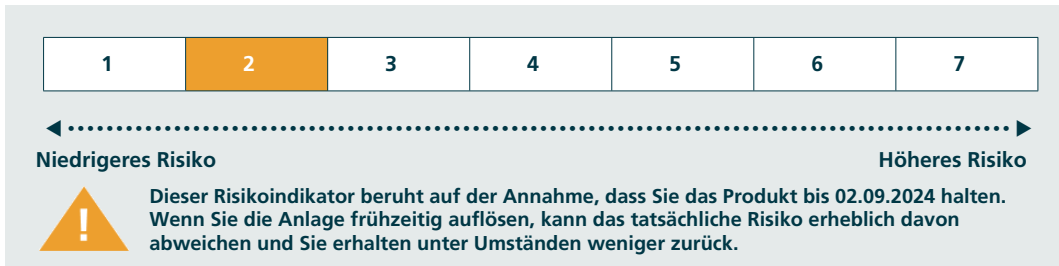 1 2 3 4 5 6 7
Niedrigeres Risiko Höheres Risiko
!
Dieser Risikoindikator beruht auf der Annahme, dass Sie das Produkt bis 02.09.2024 halten.
Wenn Sie die Anlage frühzeitig auflösen, kann das tatsächliche Risiko erheblich davon
abweichen und Sie erhalten unter Umständen weniger zurück.